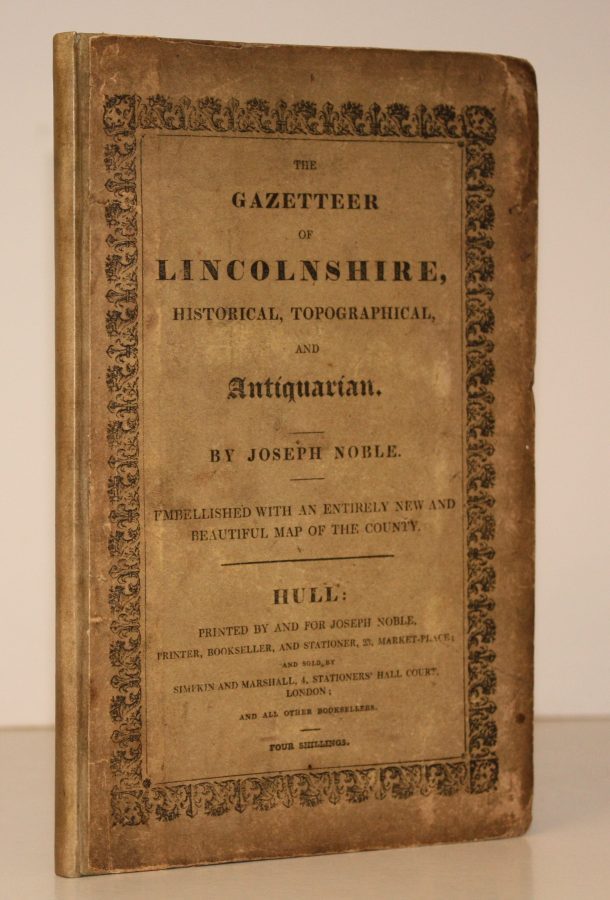 THE
GAZETTEER
OF
LINCOLNSHIRE,
HISTORICAL, TOPOGRAPHICAL,
AND
Antiquarian.
BY JOSEPH NOBLE.
EMBELLISHED WITH AN ENTIRELY NEW AND
BEAUTIFUL MAP OF THE COUNTY.
HULL:
PRINTED BY AND FOR JOSEPH NOBLE,
PRINTER, BOOKSELLER, AND STATIONER, 23, MARKET-PLACE;
AND SOLD BY
SIMPKIN AND MARSHALL, 4, STATIONERS' HALL COURT,
LONDON;
AND ALL OTHER BOOKSELLERS.
FOUR SHILLINGS.